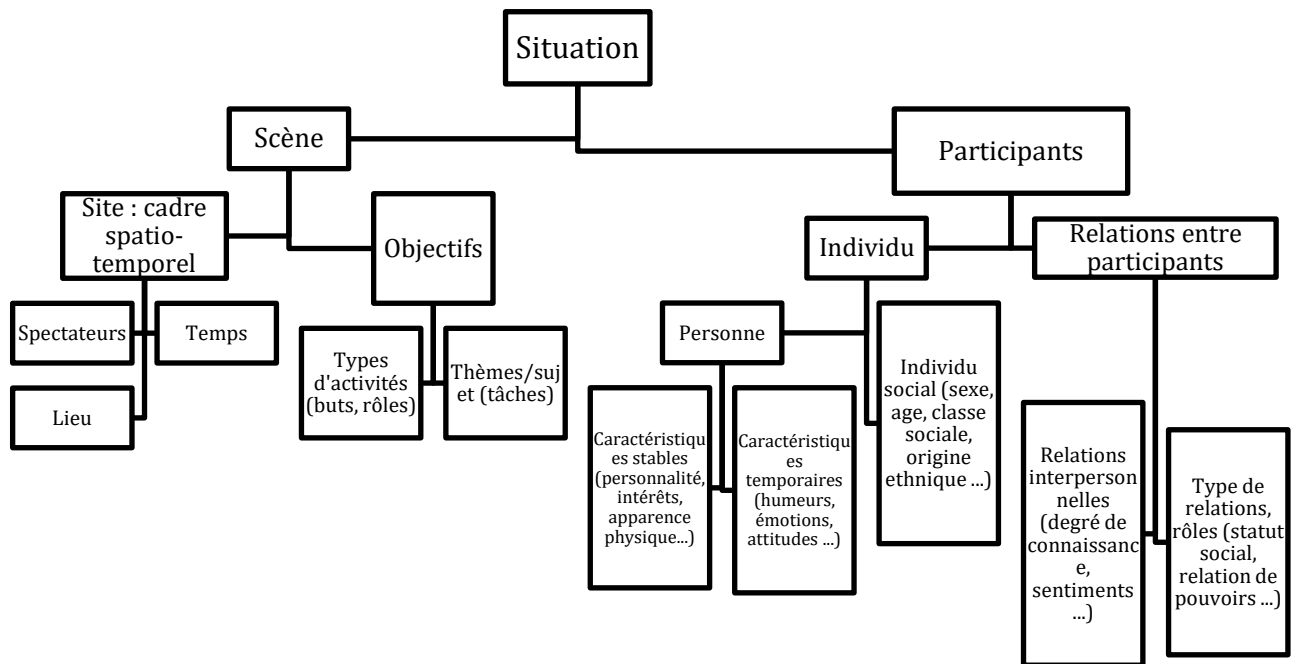 Situation
Scène
Participants
Site : cadre
spatio-
temporel
Objectifs
Individu
Relations entre
participants
Spectateurs
Temps
Lieu
Types
d'activités
(buts, rôles)
Thèmes/suj
et (tâches)
Personne
Individu
social (sexe,
age, classe
sociale,
origine
ethnique ...)
Caractéristiqu
es stables
(personnalité,
intérêts,
apparence
physique...)
Caractéristiqu
es
temporaires
(humeurs,
émotions,
attitudes ...)
Relations
interperson
nelles
(degré de
connaissanc
e,
sentiments
...)
Type de
relations,
rôles (statut
social,
relation de
pouvoirs ...)